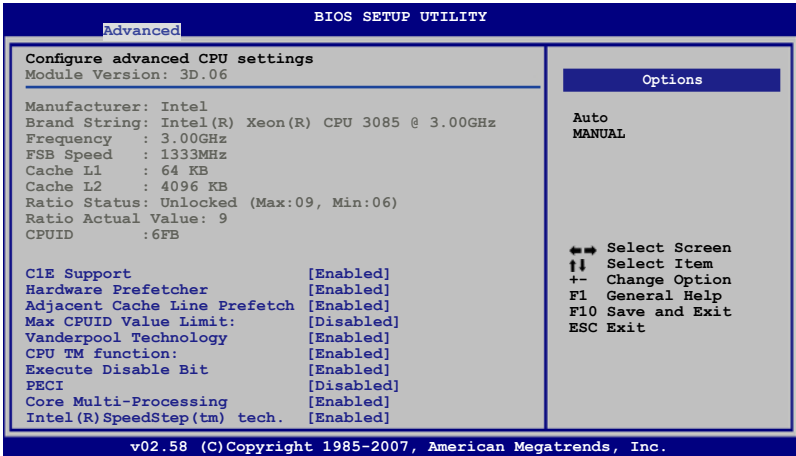 BIOS SETUP UTILITY
Advanced
Configure advanced CPU settings
Module Version: 3D.06
Manufacturer: Intel
Brand String: Intel(R) Xeon(R) CPU 3085 @ 3.00GHz
Frequency : 3.00GHz
FSB Speed : 1333MHz
Cache L1 : 64 KB
Cache L2 : 4096 KB
Ratio Status: Unlocked (Max:09, Min:06)
Ratio Actual Value: 9
CPUID :6FB
C1E Support [Enabled]
Hardware Prefetcher [Enabled]
Adjacent Cache Line Prefetch [Enabled]
Max CPUID Value Limit: [Disabled]
Vanderpool Technology [Enabled]
CPU TM function: [Enabled]
Execute Disable Bit [Enabled]
PECI [Disabled]
Core Multi-Processing [Enabled]
Intel(R)SpeedStep(tm) tech. [Enabled]
Options
Auto
MANUAL
←→ Select Screen
↑↓ Select Item
+- Change Option
F1 General Help
F10 Save and Exit
ESC Exit
v02.58 (C)Copyright 1985-2007, American Megatrends, Inc.